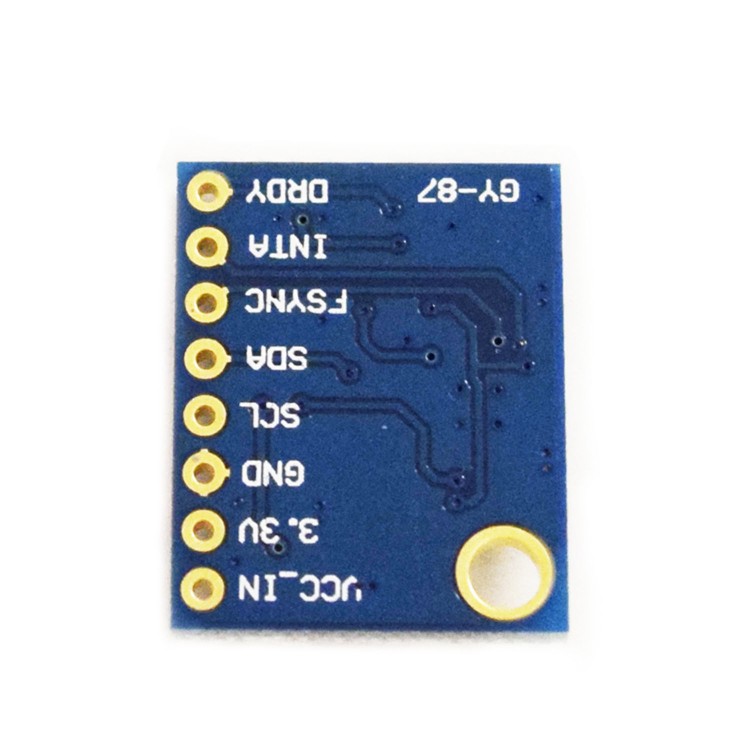 VCC_IN
3.3V
GND
SCL
SDA
FSYNC
INTA
DRDY
GY-87